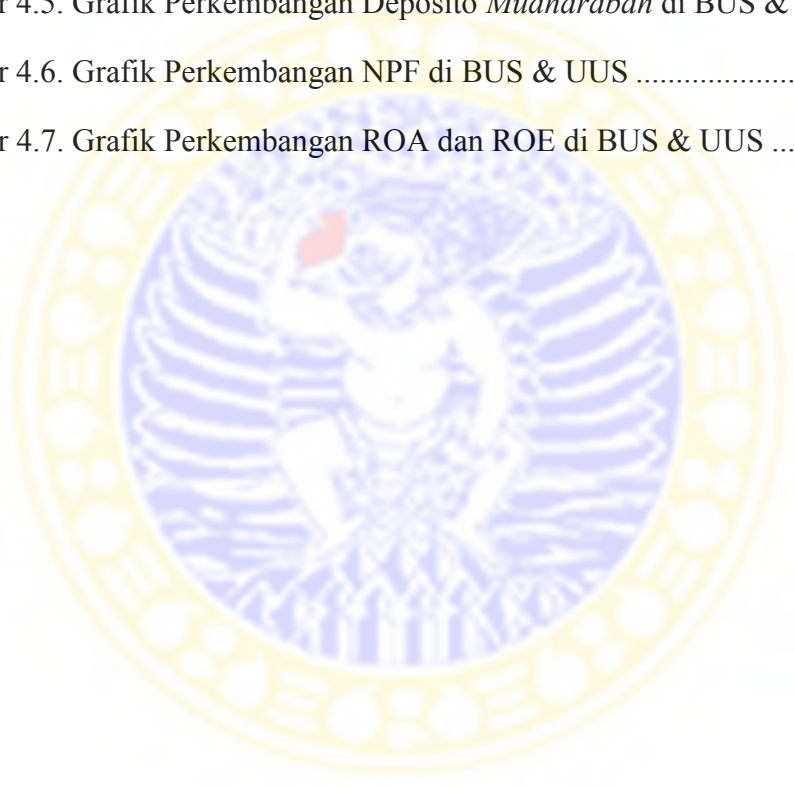 r 4.5. Grafik Perkembangan Deposito Mudharabah di BUS &
r 4.6. Grafik Perkembangan NPF di BUS & UUS ....................
r 4.7. Grafik Perkembangan ROA dan ROE di BUS & UUS ...